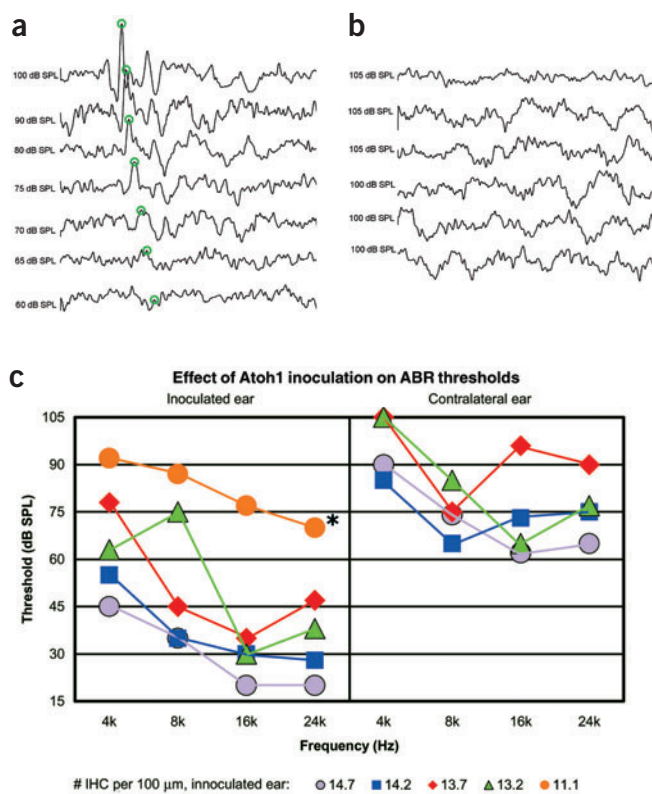 a
100 dB SPL
90 dB SPL
80 dB SPL
75 dB SPL
70 dB SPL
65 dB SPL
60 dB SPL
b
105 dB SPL
105 dB SPL
105 dB SPL
100 dB SPL
100 dB SPL
100 dB SPL
c
Effect of Atoh1 inoculation on ABR thresholds
Inoculated ear Contralateral ear
Threshold (dB SPL)
105
90
75
*
60
45
30
15
4k 8k 16k 24k 4k 8k 16k 24k
Frequency (Hz)
# IHC per 100 µm, innoculated ear: 14.7 14.2 13.7 13.2 11.1